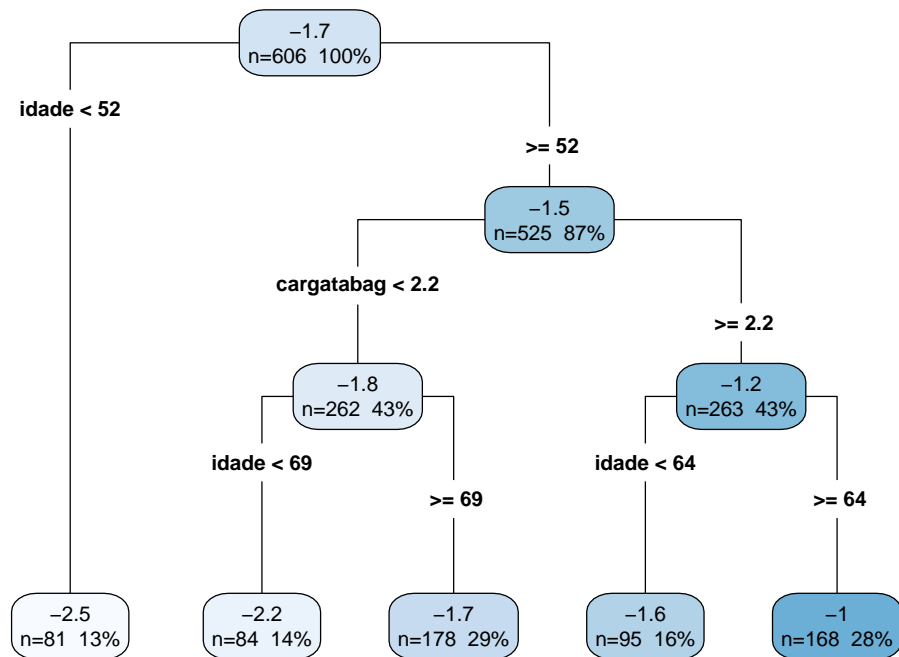 −1.7
n=606 100%
idade < 52
>= 52
−1.5
n=525 87%
cargatabag < 2.2
>= 2.2
−1.8
n=262 43%
−1.2
n=263 43%
idade < 69
>= 69
idade < 64
>= 64
−2.5
n=81 13%
−2.2
n=84 14%
−1.7
n=178 29%
−1.6
n=95 16%
−1
n=168 28%